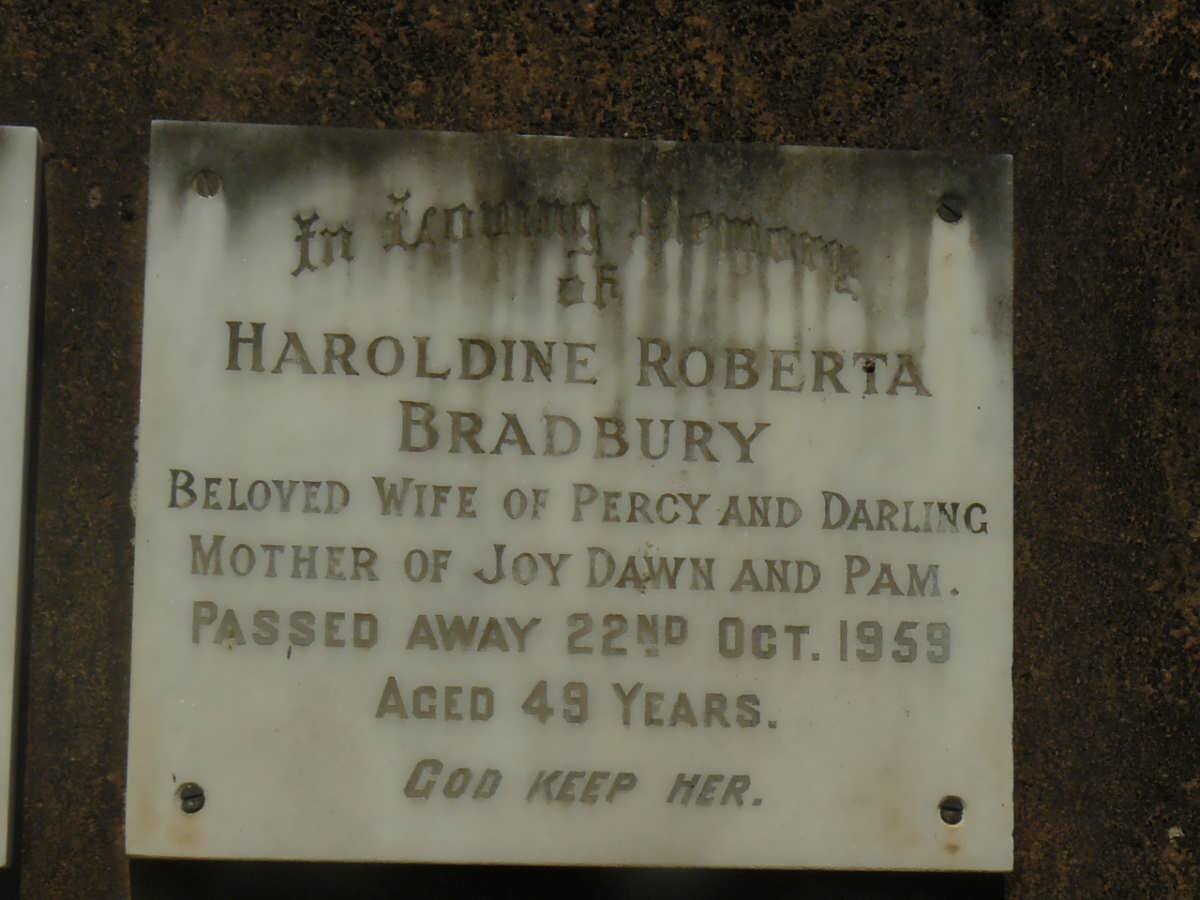 In Loving Memory
of
HAROLDINE ROBERTA
BRADBURY
BELOVED WIFE OF PERCY AND DARLING
MOTHER OF JOY DAWN AND PAM.
PASSED AWAY 22ND OCT. 1959
AGED 49 YEARS.
GOD KEEP HER.